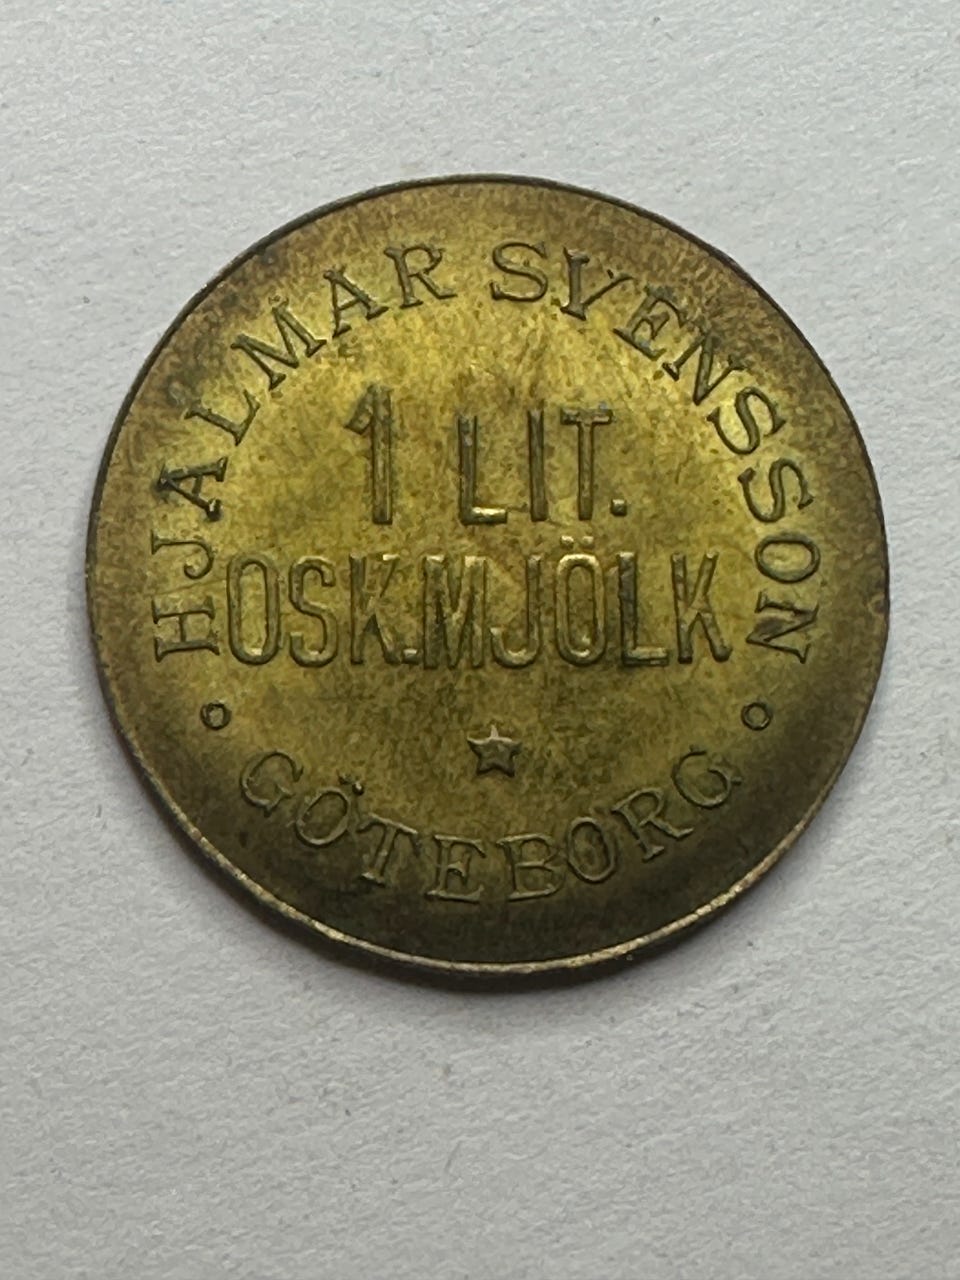 HJALMAR SVENSSON
1 LIT.
OSK.MJÖLK
GÖTEBORG